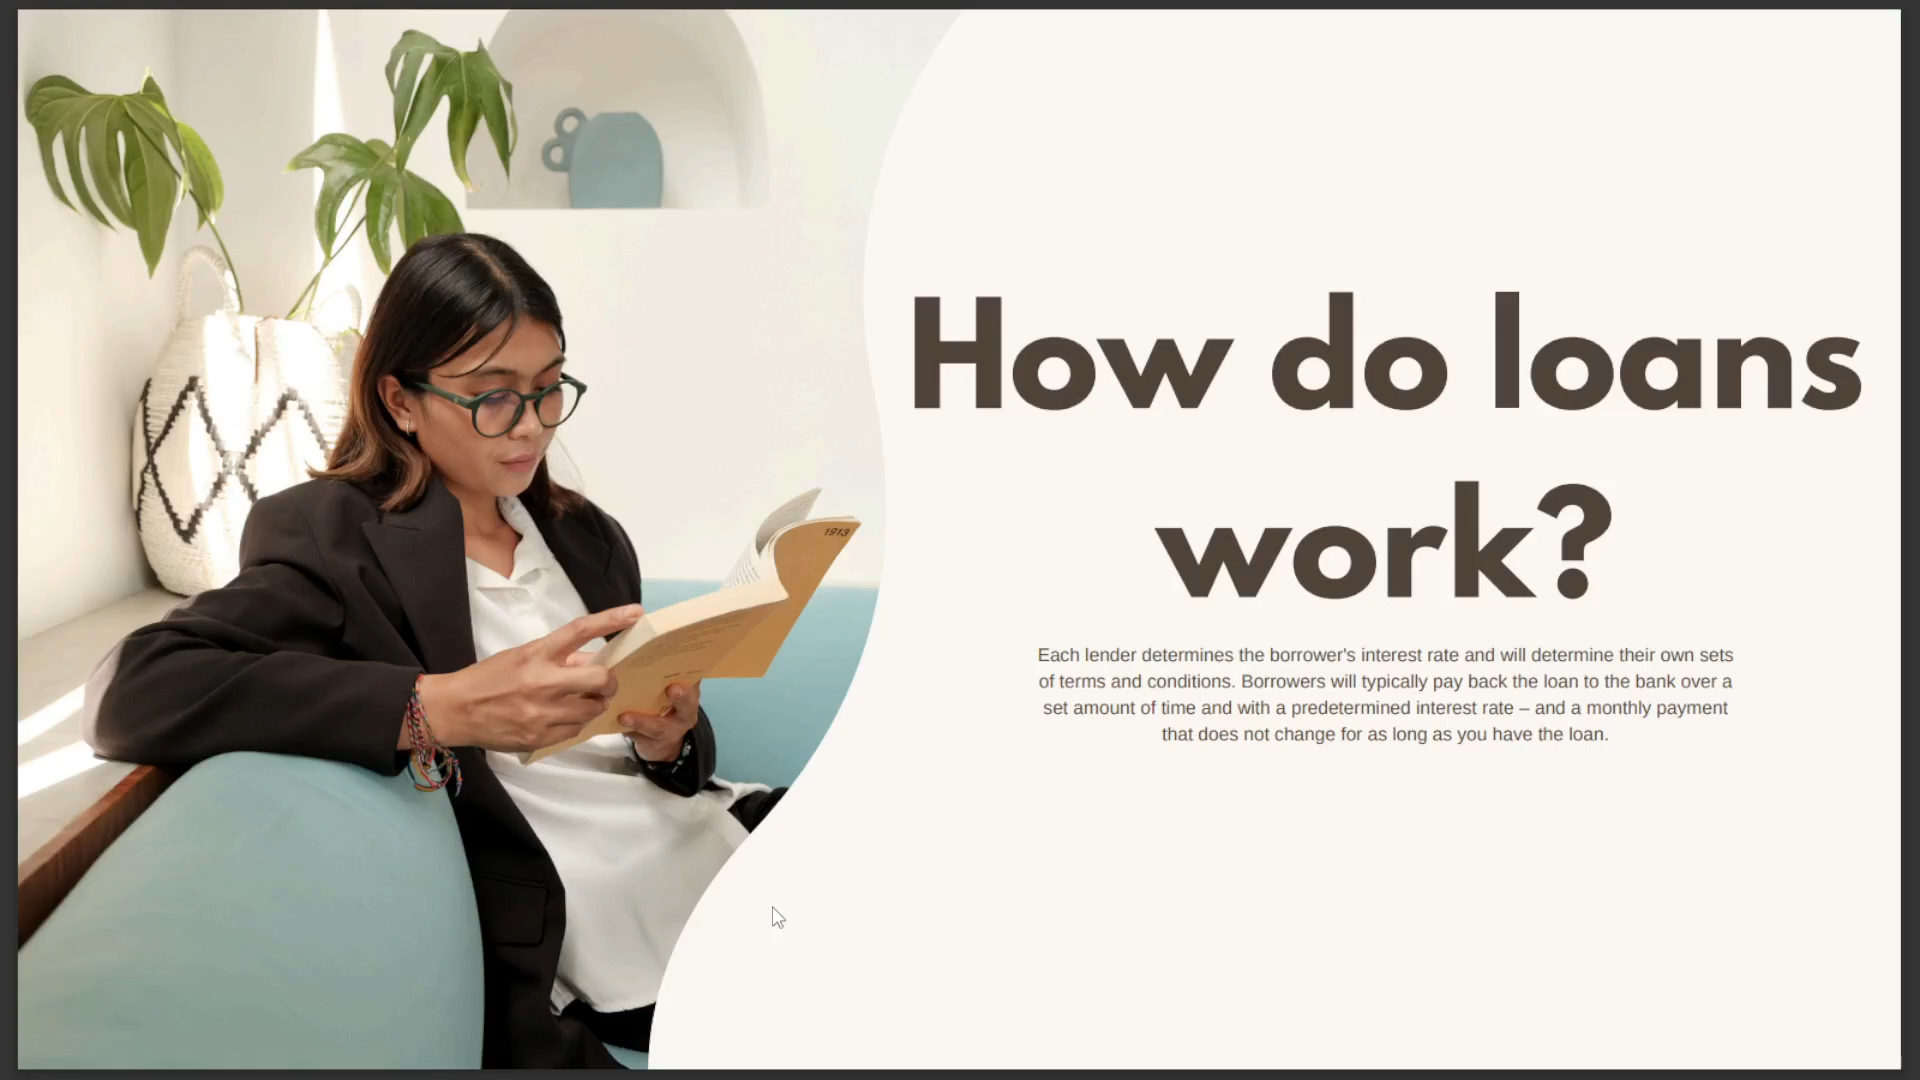 How do loans
work?
Each lender determines the borrower's interest rate and will determine their own sets
of terms and conditions. Borrowers will typically pay back the loan to the bank over a
set amount of time and with a predetermined interest rate – and a monthly payment
that does not change for as long as you have the loan.
1913